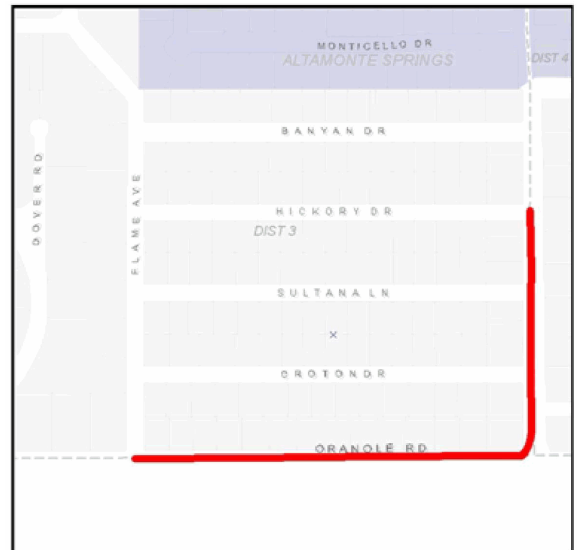 MONTICELLO DR
ALTAMONTE SPRINGS
DIST 4
BANYAN DR
DOVER RD
FLAME AVE
HICKORY DR
DIST 3
SULTANA LN
CROTON DR
ORANOLE RD